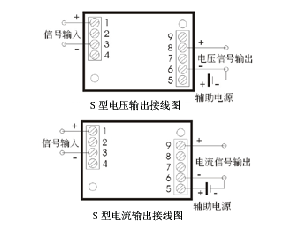 + 1 9 +
信号输入 2 8
- 3 7 电压信号输出
4 6 -
5 + -
辅助电源
S型电压输出接线图
+ 1 9 +
信号输入 2 8
- 3 7 电流信号输出
4 6 -
5 + -
辅助电源
S型电流输出接线图